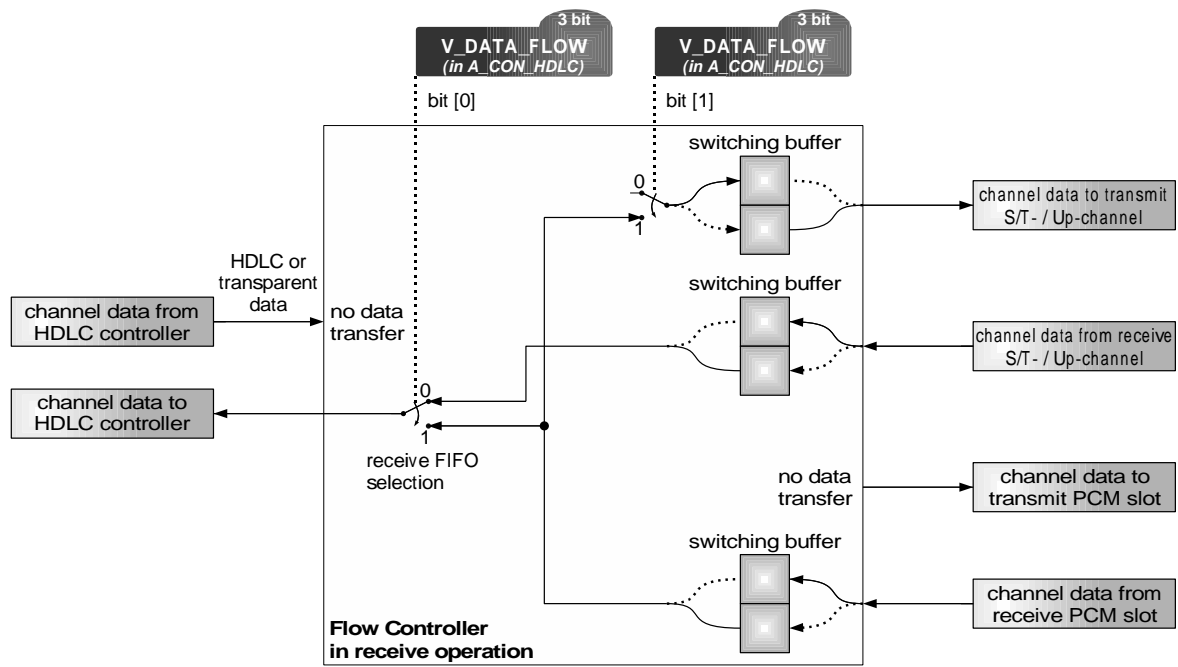 3 bit
V_DATA_FLOW
(in A_CON_HDLC)
3 bit
V_DATA_FLOW
(in A_CON_HDLC)
bit [0]
bit [1]
switching buffer
0
1
channel data to transmit
S/T- / Up-channel
HDLC or
transparent
data
channel data from
HDLC controller
no data
transfer
switching buffer
channel data from receive
S/T- / Up-channel
channel data to
HDLC controller
0
1
receive FIFO
selection
no data
transfer
channel data to
transmit PCM slot
switching buffer
channel data from
receive PCM slot
Flow Controller
in receive operation